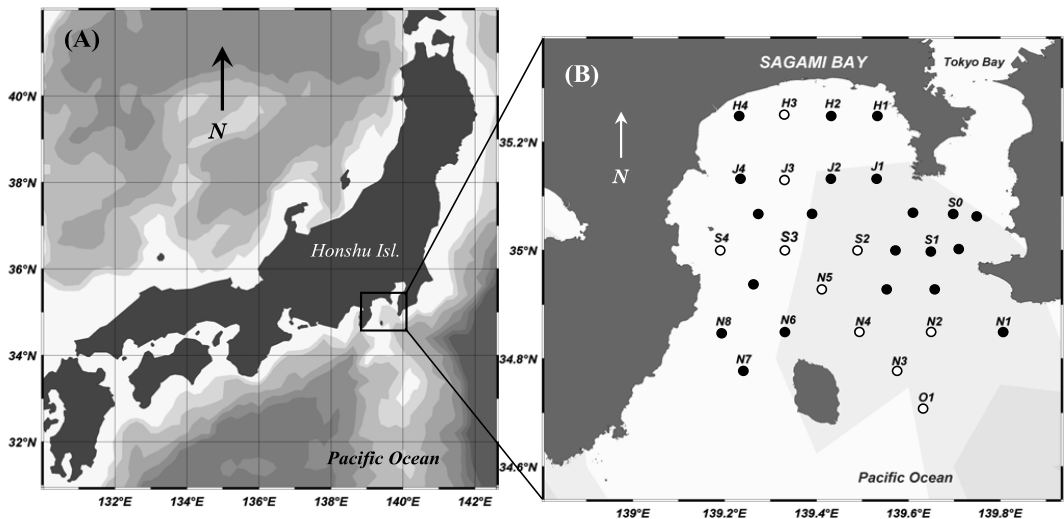 (A)
N
40°N
38°N
36°N
34°N
32°N
Honshu Isl.
Pacific Ocean
132°E
134°E
136°E
138°E
140°E
142°E
(B)
SAGAMI BAY
Tokyo Bay
N
35.2°N
35°N
34.8°N
34.6°N
H4 H3 H2 H1
J4 J3 J2 J1
S0
S4 S3 S2 S1
N5
N8 N6 N4 N2 N1
N7 N3
O1
Pacific Ocean
139°E
139.2°E
139.4°E
139.6°E
139.8°E